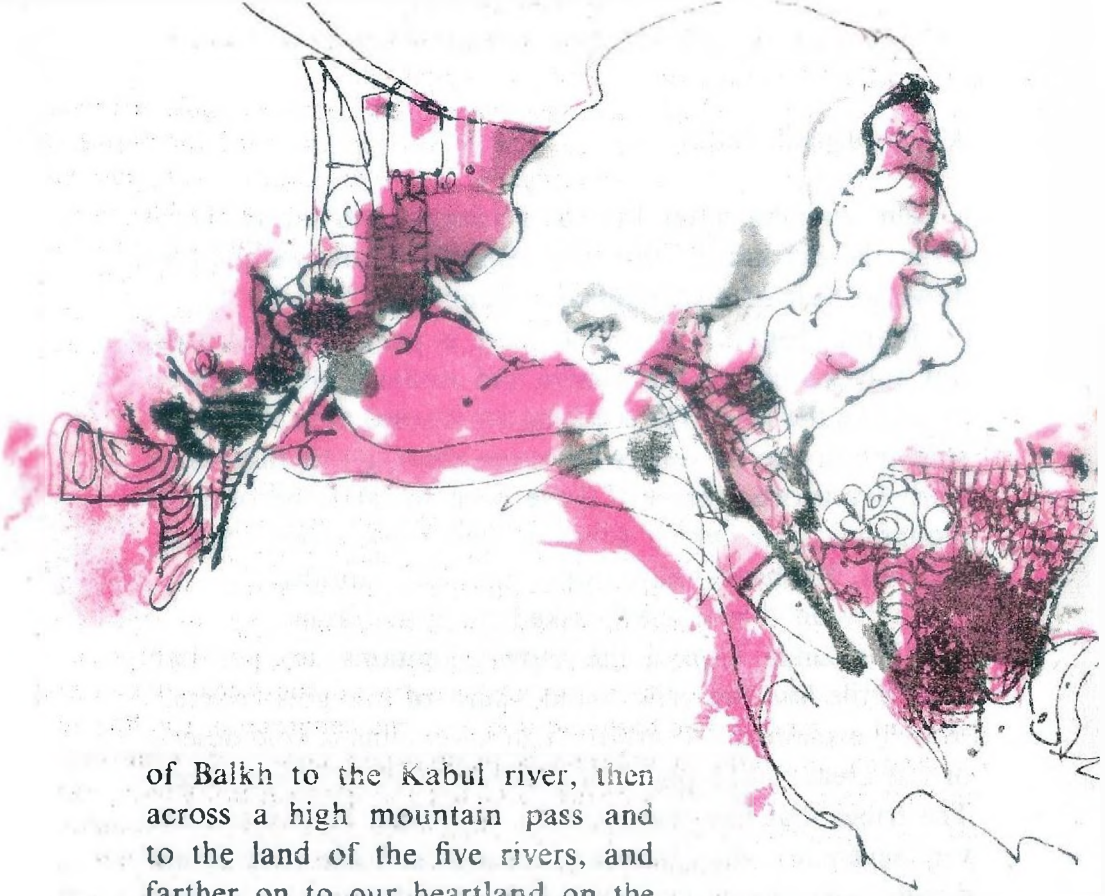 of Balkh to the Kabul river, then
across a high mountain pass and
to the land of the five rivers, and
farther on to our heartland on the